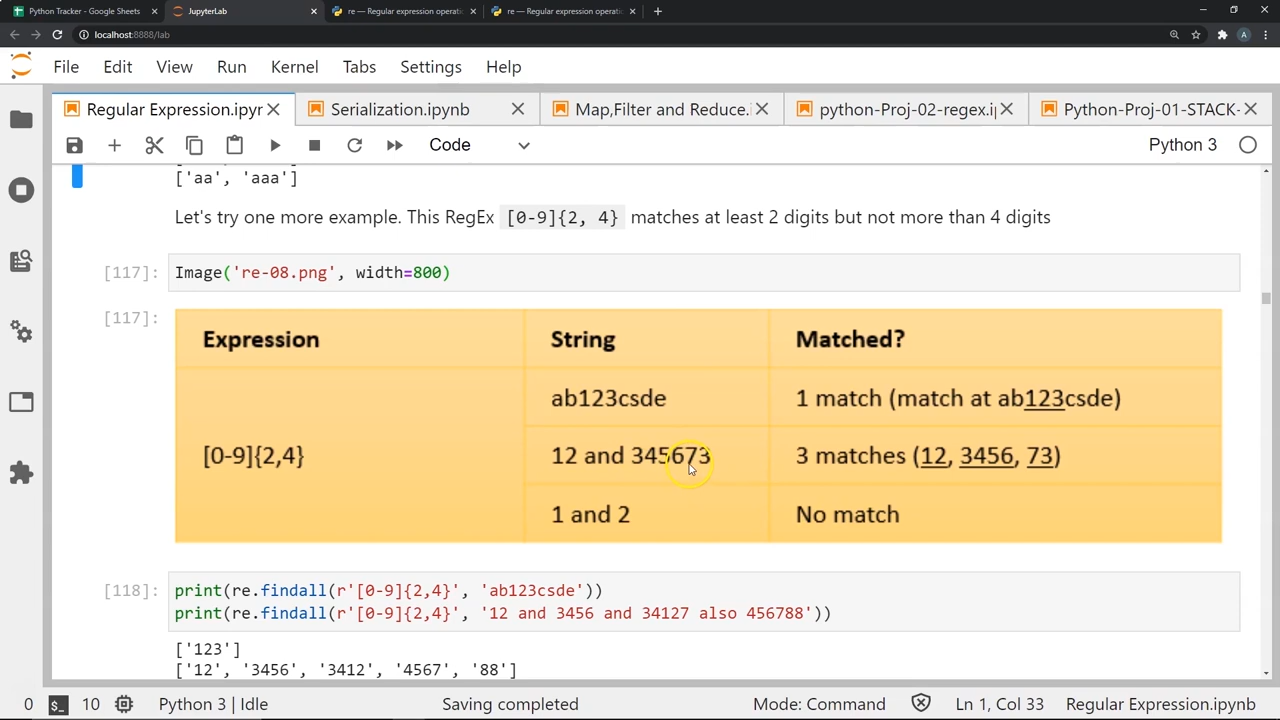 Python Tracker - Google Sheets
JupyterLab
re — Regular expression operatio
re — Regular expression operatio
localhost:8888/lab
A
File Edit View Run Kernel Tabs Settings Help
Regular Expression.ipyr
Serialization.ipynb
Map,Filter and Reduce.i
python-Proj-02-regex.ip
Python-Proj-01-STACK-
Code
Python 3
['aa', 'aaa']
Let's try one more example. This RegEx [0-9]{2, 4} matches at least 2 digits but not more than 4 digits
[117]: Image('re-08.png', width=800)
[117]:
Expression String Matched?
ab123csde 1 match (match at ab123csde)
[0-9]{2,4} 12 and 345673 3 matches (12, 3456, 73)
1 and 2 No match
[118]: print(re.findall(r'[0-9]{2,4}', 'ab123csde'))
print(re.findall(r'[0-9]{2,4}', '12 and 3456 and 34127 also 456788'))
['123']
['12', '3456', '3412', '4567', '88']
0 10 Python 3 | Idle Saving completed Mode: Command Ln 1, Col 33 Regular Expression.ipynb